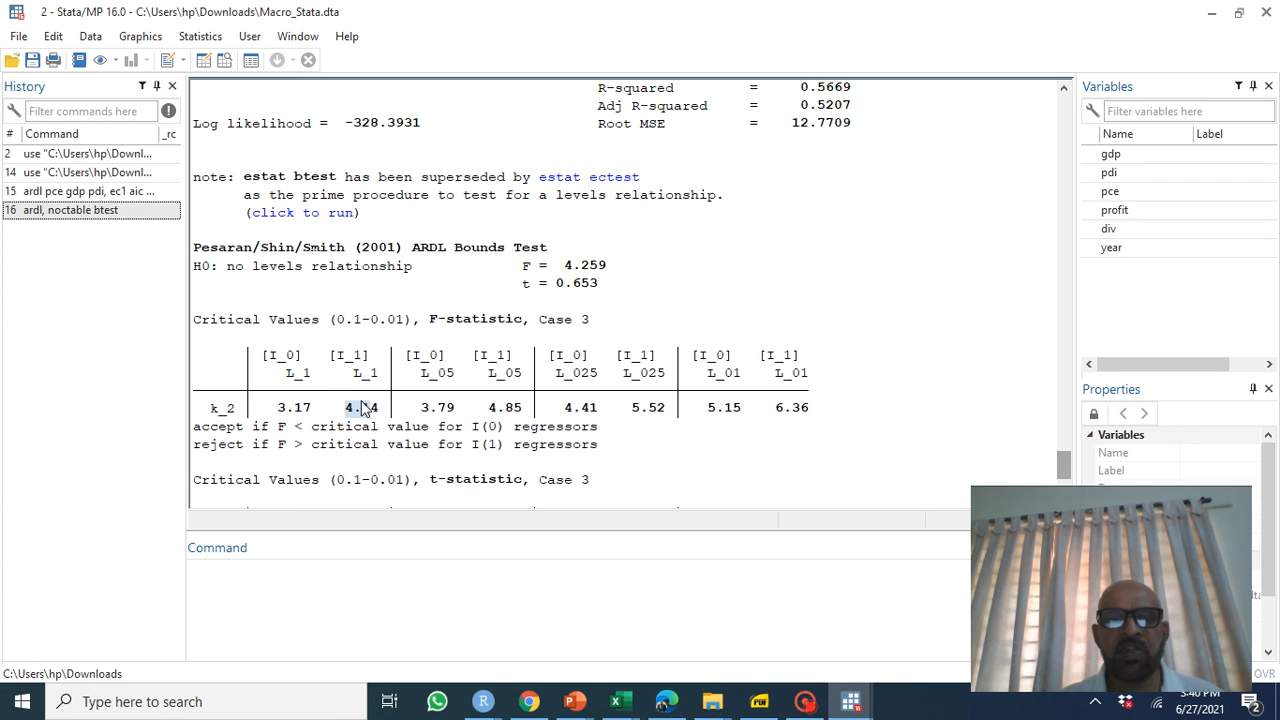 2 - Stata/MP 16.0 - C:\Users\hp\Downloads\Macro_Stata.dta
File Edit Data Graphics Statistics User Window Help
History
Filter commands here
# Command _rc
2 use "C:\Users\hp\Downl...
14 use "C:\Users\hp\Downl...
15 ardl pce gdp pdi, ec1 aic ...
16 ardl, noctable btest
R-squared = 0.5669
Adj R-squared = 0.5207
Log likelihood = -328.3931 Root MSE = 12.7709
note: estat btest has been superseded by estat ectest
as the prime procedure to test for a levels relationship.
(click to run)
Pesaran/Shin/Smith (2001) ARDL Bounds Test
H0: no levels relationship F = 4.259
t = 0.653
Critical Values (0.1-0.01), F-statistic, Case 3
[I_0] [I_1] [I_0] [I_1] [I_0] [I_1] [I_0] [I_1]
L_1 L_1 L_05 L_05 L_025 L_025 L_01 L_01
k_2 3.17 3.79 4.85 4.41 5.52 5.15 6.36
accept if F < critical value for I(0) regressors
reject if F > critical value for I(1) regressors
Critical Values (0.1-0.01), t-statistic, Case 3
Command
C:\Users\hp\Downloads
Variables
Filter variables here
Name Label
gdp
pdi
pce
profit
div
year
Properties
Variables
Name
Label
OVR
Type here to search
3:40 PM
6/27/2021
2